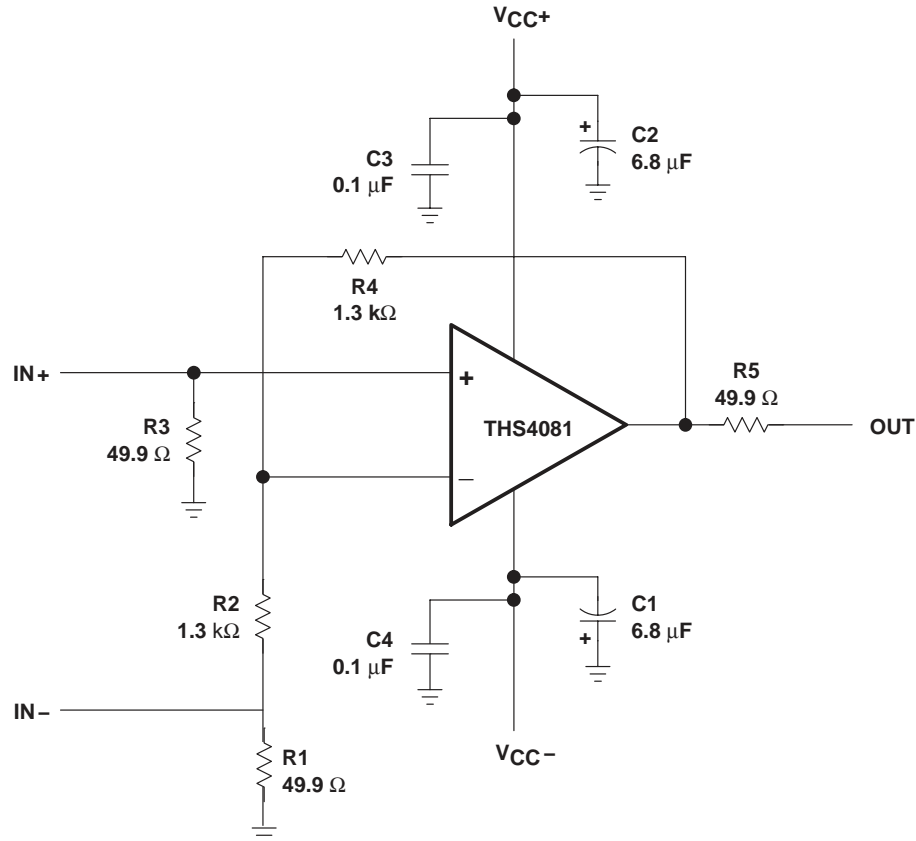 VCC+
C3
0.1 μF
+
C2
6.8 μF
R4
1.3 kΩ
IN+
R3
49.9 Ω
+
−
THS4081
R5
49.9 Ω
OUT
R2
1.3 kΩ
C4
0.1 μF
+
C1
6.8 μF
IN−
R1
49.9 Ω
VCC−